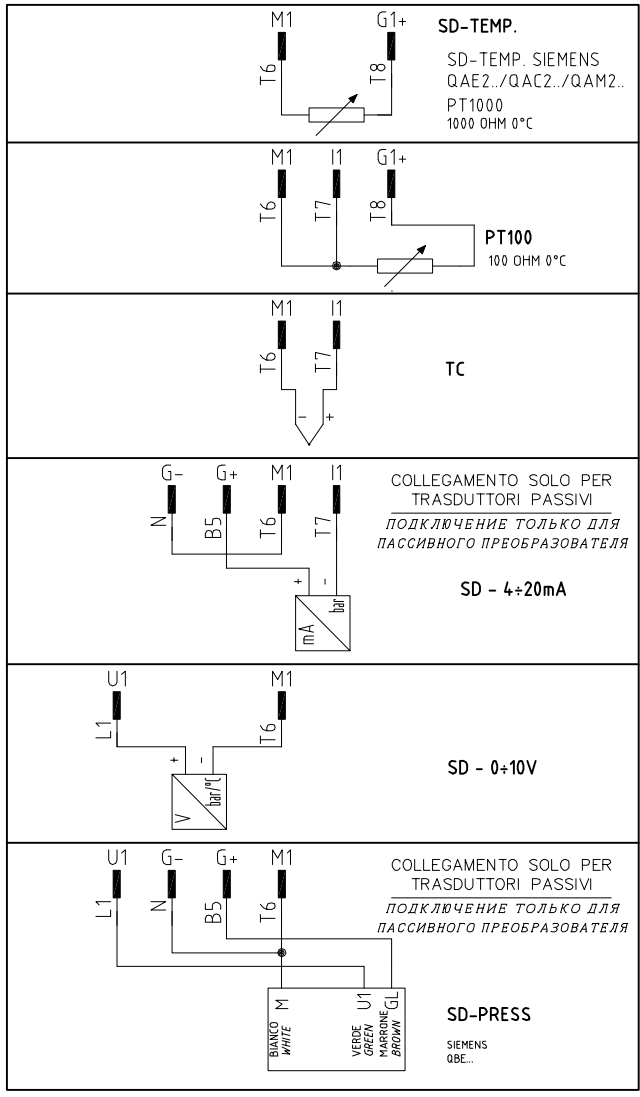 M1 G1+ SD-TEMP.
T6 T8
SD-TEMP. SIEMENS
QAE2../QAC2../QAM2..
PT1000
1000 OHM 0°C
M1 I1 G1+
T6 T7 T8
PT100
100 OHM 0°C
M1 I1
T6 T7
TC
- +
G- G+ M1 I1
N B5 T6 T7
COLLEGAMENTO SOLO PER
TRASDUTTORI PASSIVI
ПОДКЛЮЧЕНИЕ ТОЛЬКО ДЛЯ
ПАССИВНОГО ПРЕОБРАЗОВАТЕЛЯ
SD - 4÷20mA
+ -
mA bar
U1 M1
L1 T6
+ -
V bar/°C
SD - 0÷10V
U1 G- G+ M1
L1 N B5 T6
COLLEGAMENTO SOLO PER
TRASDUTTORI PASSIVI
ПОДКЛЮЧЕНИЕ ТОЛЬКО ДЛЯ
ПАССИВНОГО ПРЕОБРАЗОВАТЕЛЯ
M U1 GL
BIANCO
WHITE
VERDE
GREEN
MARRONE
BROWN
SD-PRESS
SIEMENS
QBE...